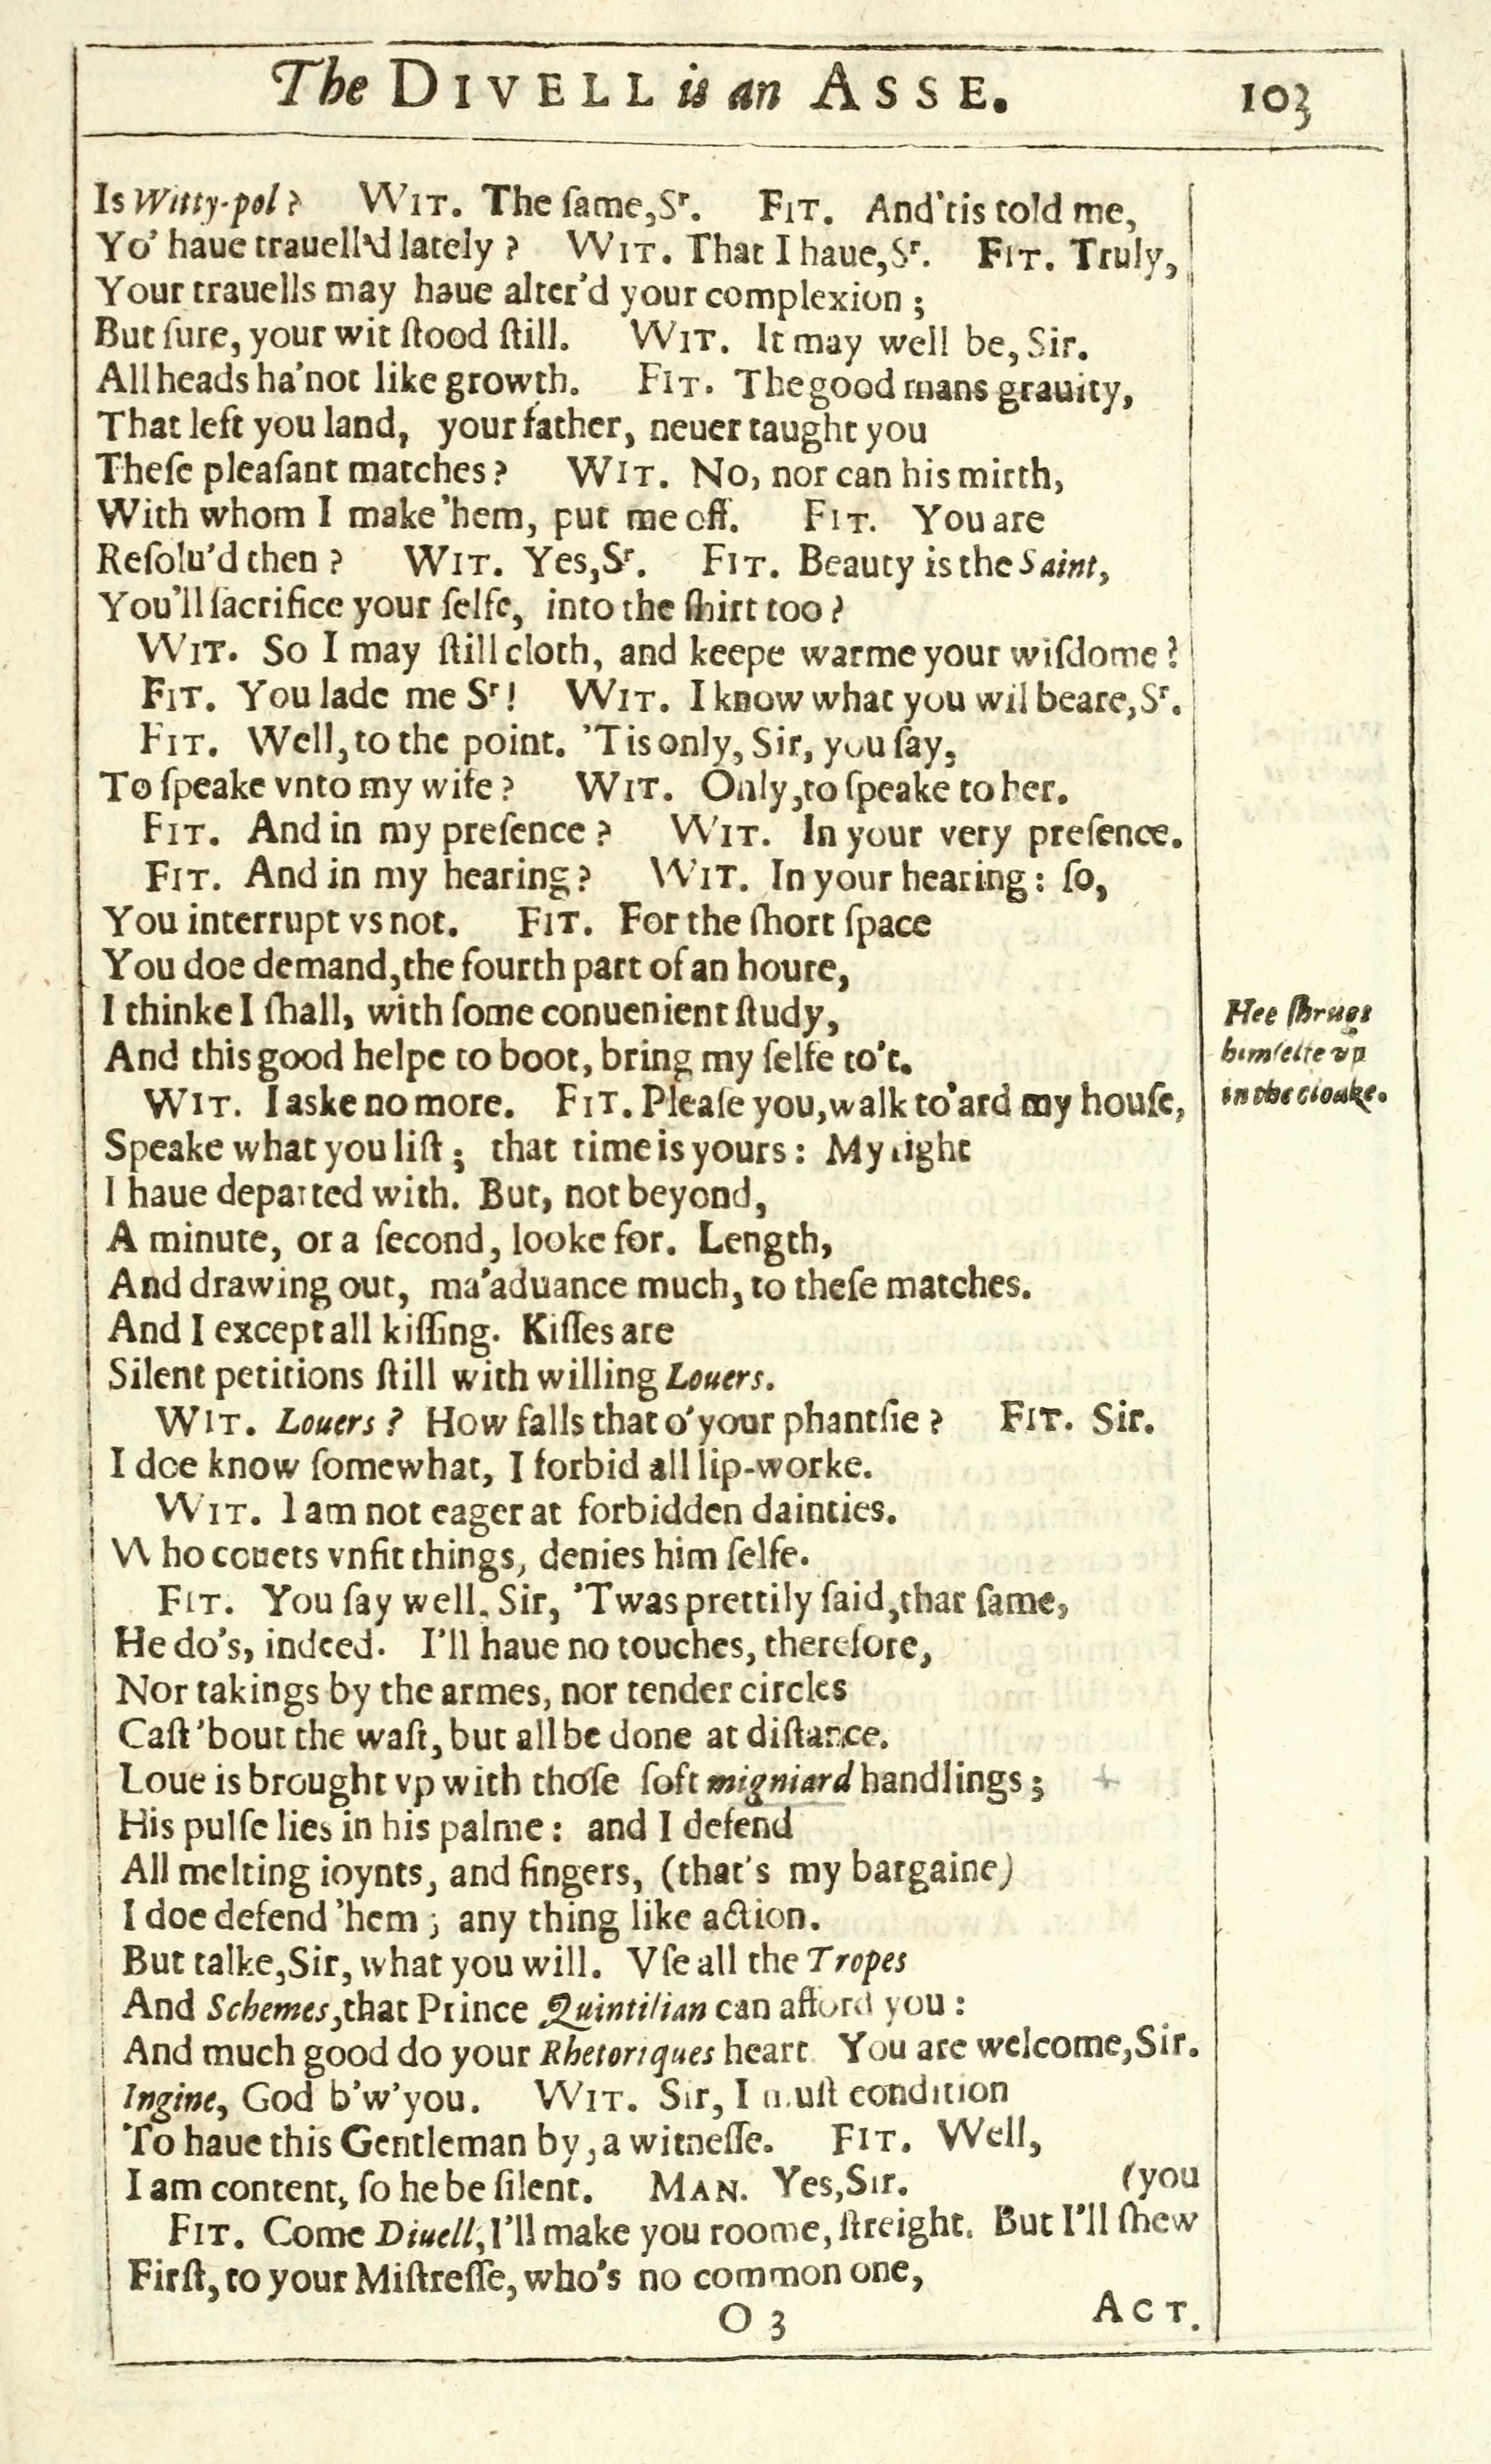 The DIVELL is an ASSE. 103
Is Witty-pol? WIT. The ſame,Sʳ. FIT. And'tis told me,
Yo' haue trauell'd lately? WIT. That I haue,Sʳ. FIT. Truly,
Your trauells may haue alter'd your complexion;
But ſure, your wit ſtood ſtill. WIT. It may well be, Sir.
All heads ha'not like growth. FIT. The good mans grauity,
That left you land, your father, neuer taught you
Theſe pleaſant matches? WIT. No, nor can his mirth,
With whom I make'hem, put me off. FIT. You are
Reſolu'd then? WIT. Yes,Sʳ. FIT. Beauty is the Saint,
You'll ſacrifice your ſelfe, into the ſhirt too?
WIT. So I may ſtill cloth, and keepe warme your wiſdome?
FIT. You lade me Sʳ! WIT. I know what you wil beare,Sʳ.
FIT. Well, to the point. 'Tis only, Sir, you ſay,
To ſpeake vnto my wife? WIT. Only,to ſpeake to her.
FIT. And in my preſence? WIT. In your very preſence.
FIT. And in my hearing? WIT. In your hearing: ſo,
You interrupt vs not. FIT. For the ſhort ſpace
You doe demand,the fourth part of an houre,
I thinke I ſhall, with ſome conuenient ſtudy,
And this good helpe to boot, bring my ſelfe to't.
Hee ſhrugs
himſelfe vp
in the cloake.
WIT. I aske no more. FIT. Pleaſe you,walk to'ard my houſe,
Speake what you liſt; that time is yours: My right
I haue departed with. But, not beyond,
A minute, or a ſecond, looke for. Length,
And drawing out, ma'aduance much, to theſe matches.
And I except all kiſſing. Kiſſes are
Silent petitions ſtill with willing Louers.
WIT. Louers? How falls that o'your phantſie? FIT. Sir.
I doe know ſomewhat, I forbid all lip-worke.
WIT. I am not eager at forbidden dainties.
Who couets vnfit things, denies him ſelfe.
FIT. You ſay well, Sir, 'Twas prettily ſaid,that ſame,
He do's, indeed. I'll haue no touches, therefore,
Nor takings by the armes, nor tender circles
Caſt 'bout the waſt, but all be done at diſtance.
Loue is brought vp with thoſe ſoft migniard handlings;
His pulſe lies in his palme: and I defend
All melting ioynts, and fingers, (that's my bargaine)
I doe defend 'hem; any thing like action.
But talke,Sir, what you will. Vſe all the Tropes
And Schemes,that Prince Quintilian can afford you:
And much good do your Rhetoriques heart. You are welcome,Sir.
Ingine, God b'w'you. WIT. Sir, I muſt condition
To haue this Gentleman by, a witneſſe. FIT. Well,
I am content, ſo he be ſilent. MAN. Yes,Sir. (you
FIT. Come Diuell, I'll make you roome, ſtreight. But I'll ſhew
Firſt, to your Miſtreſſe, who's no common one,
O 3 ACT.